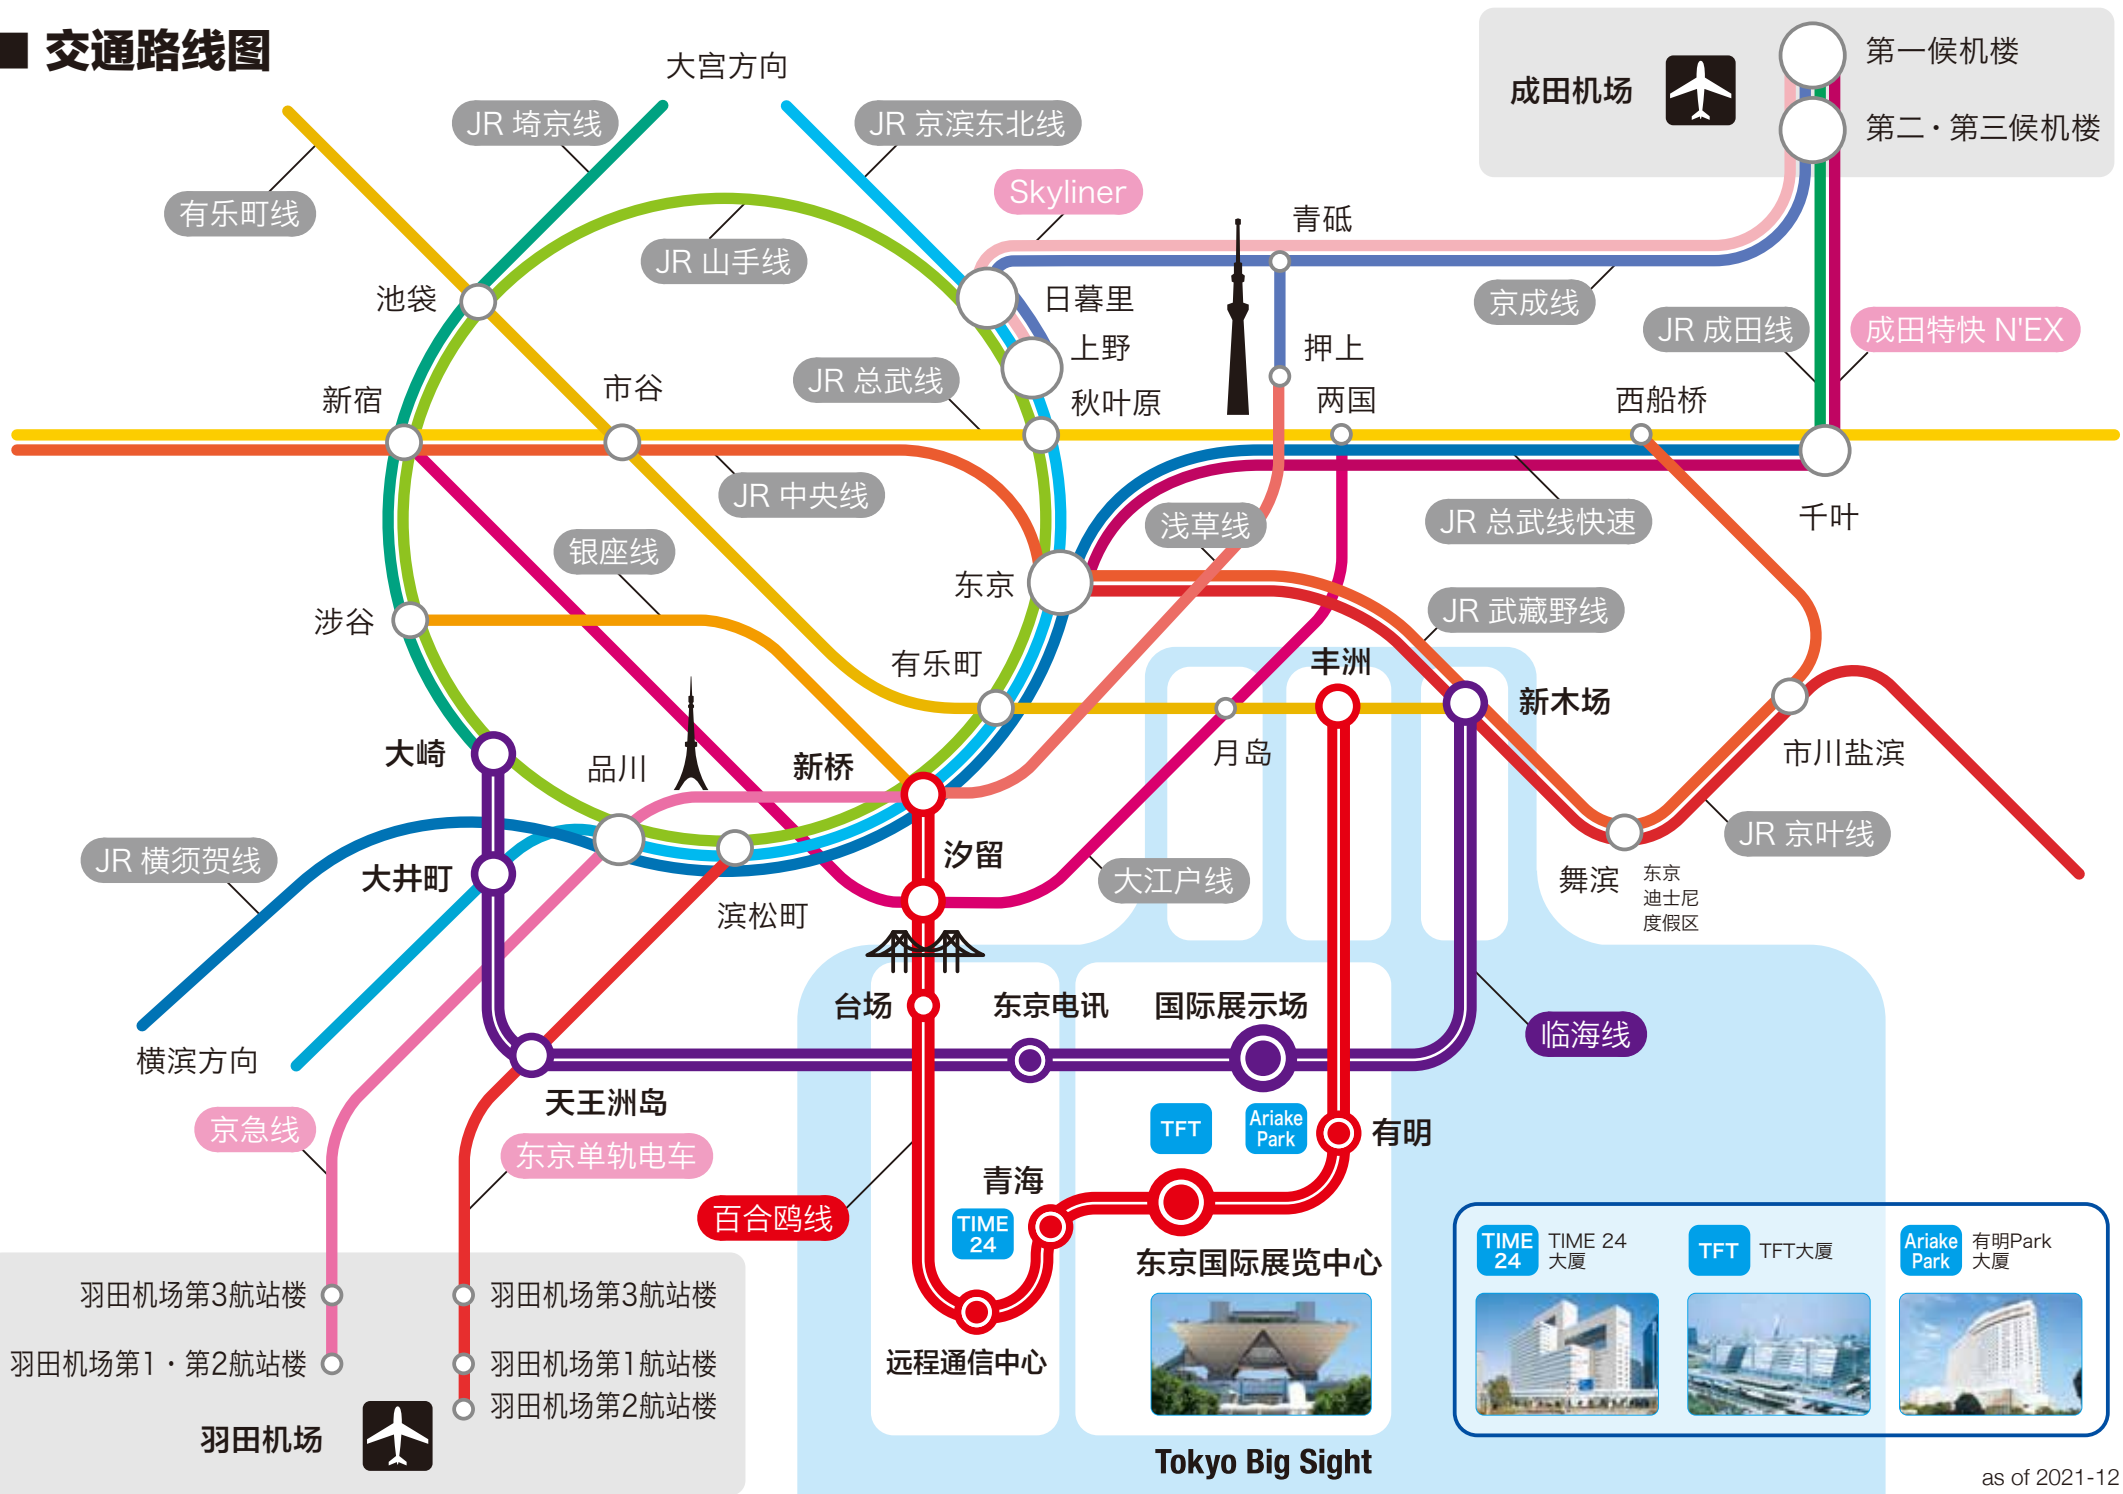 ■ 交通路线图
大宫方向
JR 埼京线
JR 京滨东北线
有乐町线
JR 山手线
Skyliner
成田机场
第一候机楼
第二・第三候机楼
青砥
京成线
池袋
日暮里
上野
押上
JR 成田线
成田特快 N'EX
JR 总武线
新宿
市谷
秋叶原
两国
西船桥
JR 中央线
千叶
银座线
浅草线
JR 总武线快速
东京
涉谷
JR 武藏野线
有乐町
丰洲
新木场
大崎
品川
新桥
月岛
市川盐滨
JR 横须贺线
大井町
汐留
大江户线
JR 京叶线
滨松町
舞滨
东京
迪士尼
度假区
横滨方向
台场
东京电讯
国际展示场
临海线
天王洲岛
京急线
东京单轨电车
TFT
Ariake
Park
有明
百合鸥线
青海
TIME
24
东京国际展览中心
远程通信中心
Tokyo Big Sight
羽田机场第3航站楼
羽田机场第3航站楼
羽田机场第1・第2航站楼
羽田机场第1航站楼
羽田机场第2航站楼
羽田机场
TIME
24
TIME 24
大厦
TFT
TFT大厦
Ariake
Park
有明Park
大厦
as of 2021-12